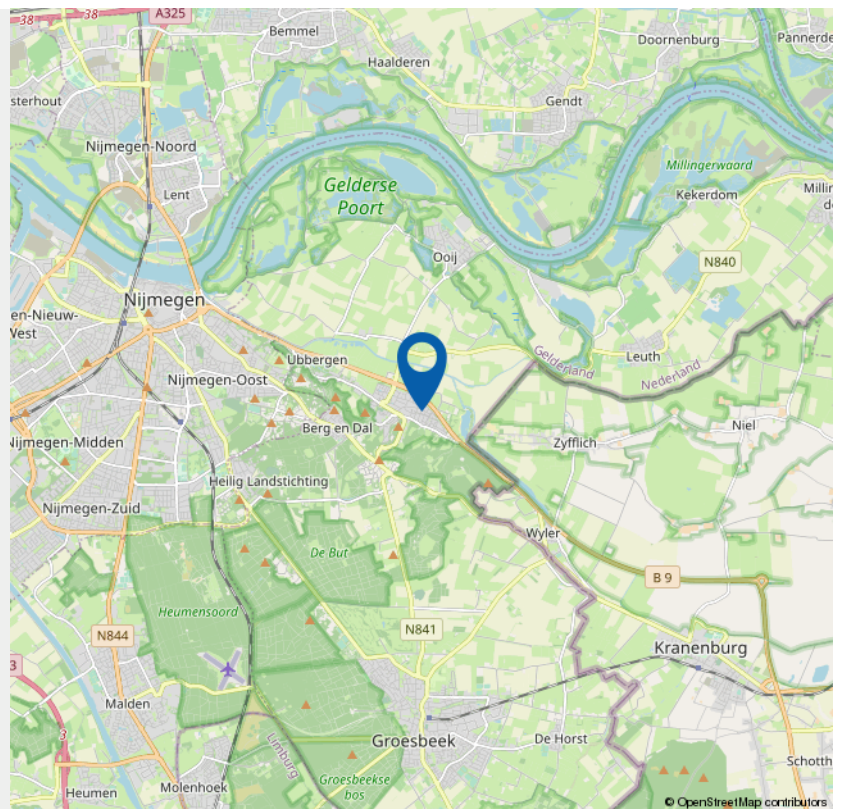 38
38
A325
Bemmel
Pannerde
Doornenburg
Haalderen
sterhout
Gendt
Nijmegen-Noord
Millingerwaard
Lent
Gelderse
Poort
Kekerdom
Millin
de
Ooij
N840
Nijmegen
en-Nieuw-
West
Ubbergen
Gelderland
Leuth
Nederland
Nijmegen-Oost
Berg en Dal
Niel
Nijmegen-Midden
Zyfflich
Heilig Landstichting
Nijmegen-Zuid
Wyler
De But
B 9
Heumensoord
N844
N841
Kranenburg
3
Malden
3
Limburg
Groesbeek
De Horst
Schotth
Molenhoek
Groesbeekse
bos
Heumen
© OpenStreetMap contributors